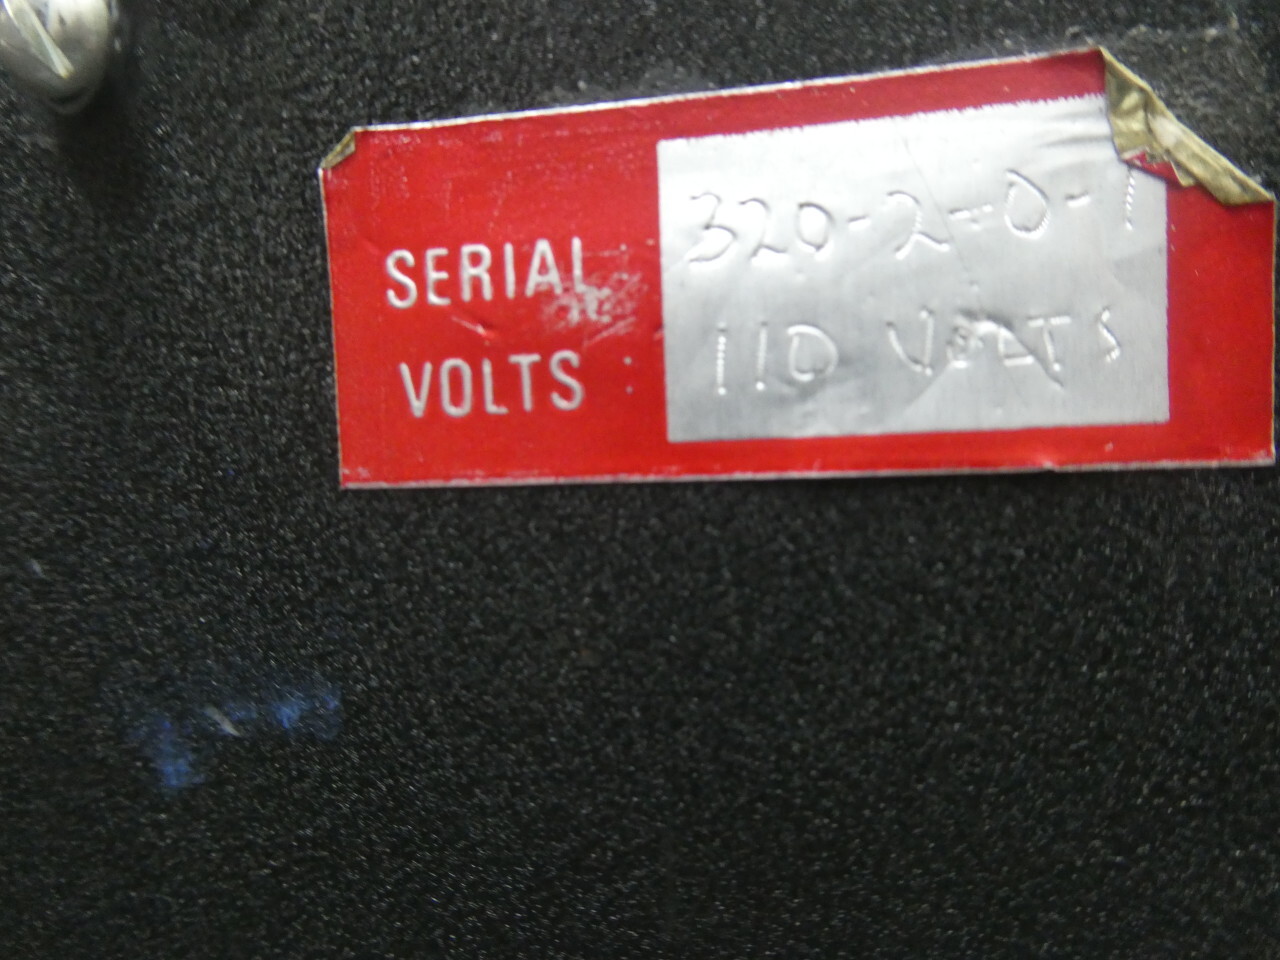 SERIAL : 320-2-0-1
VOLTS : 110 VOLTS